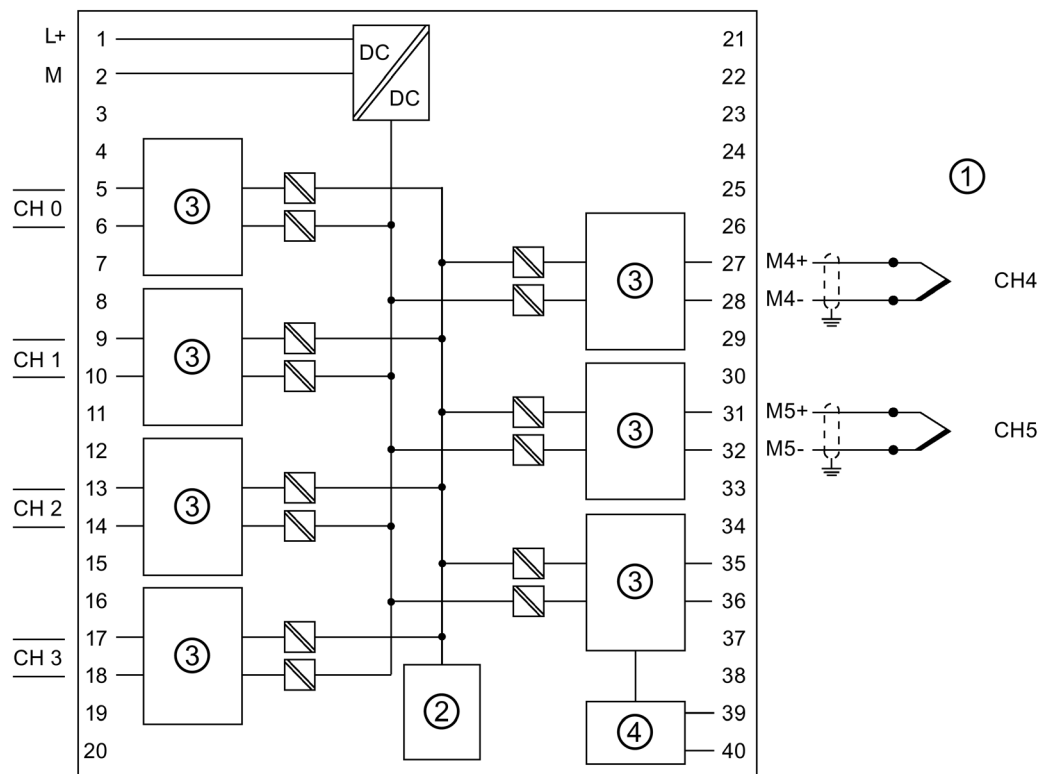 L+ 1 21
DC
M 2 22
DC
3 23
4 24
①
5 25
③
CH 0
6 26
7 27 M4+
③ CH4
8 28 M4-
9 29
③
CH 1
10 30
11 31 M5+
③ CH5
12 32 M5-
13 33
③
CH 2
14 34
15 35
③
16 36
17 37
③
CH 3
18 38
②
19 39
④
20 40